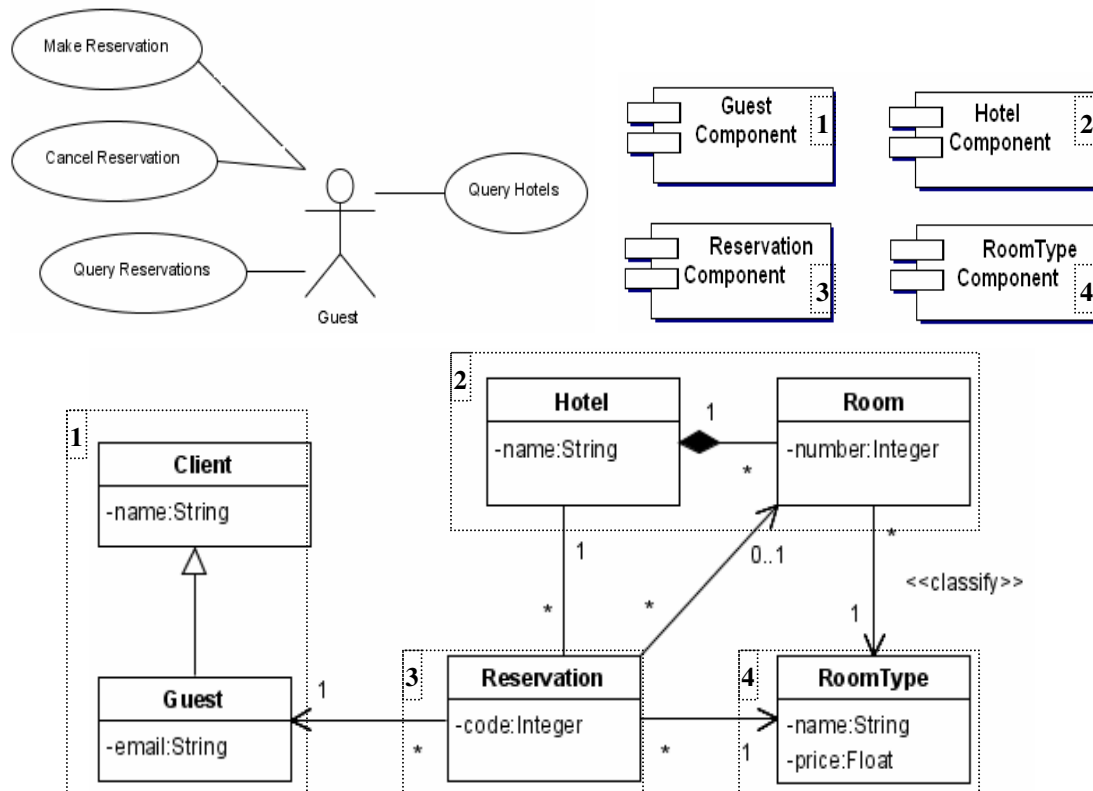 Make Reservation
Cancel Reservation
Query Reservations
Query Hotels
Guest
Guest
Component
1
Hotel
Component
2
Reservation
Component
3
RoomType
Component
4
1
Client
-name:String
Guest
-email:String
2
Hotel
-name:String
1
*
Room
-number:Integer
1
*
*
0..1
*
<<classify>>
1
3
Reservation
-code:Integer
1
*
*
1
4
RoomType
-name:String
-price:Float